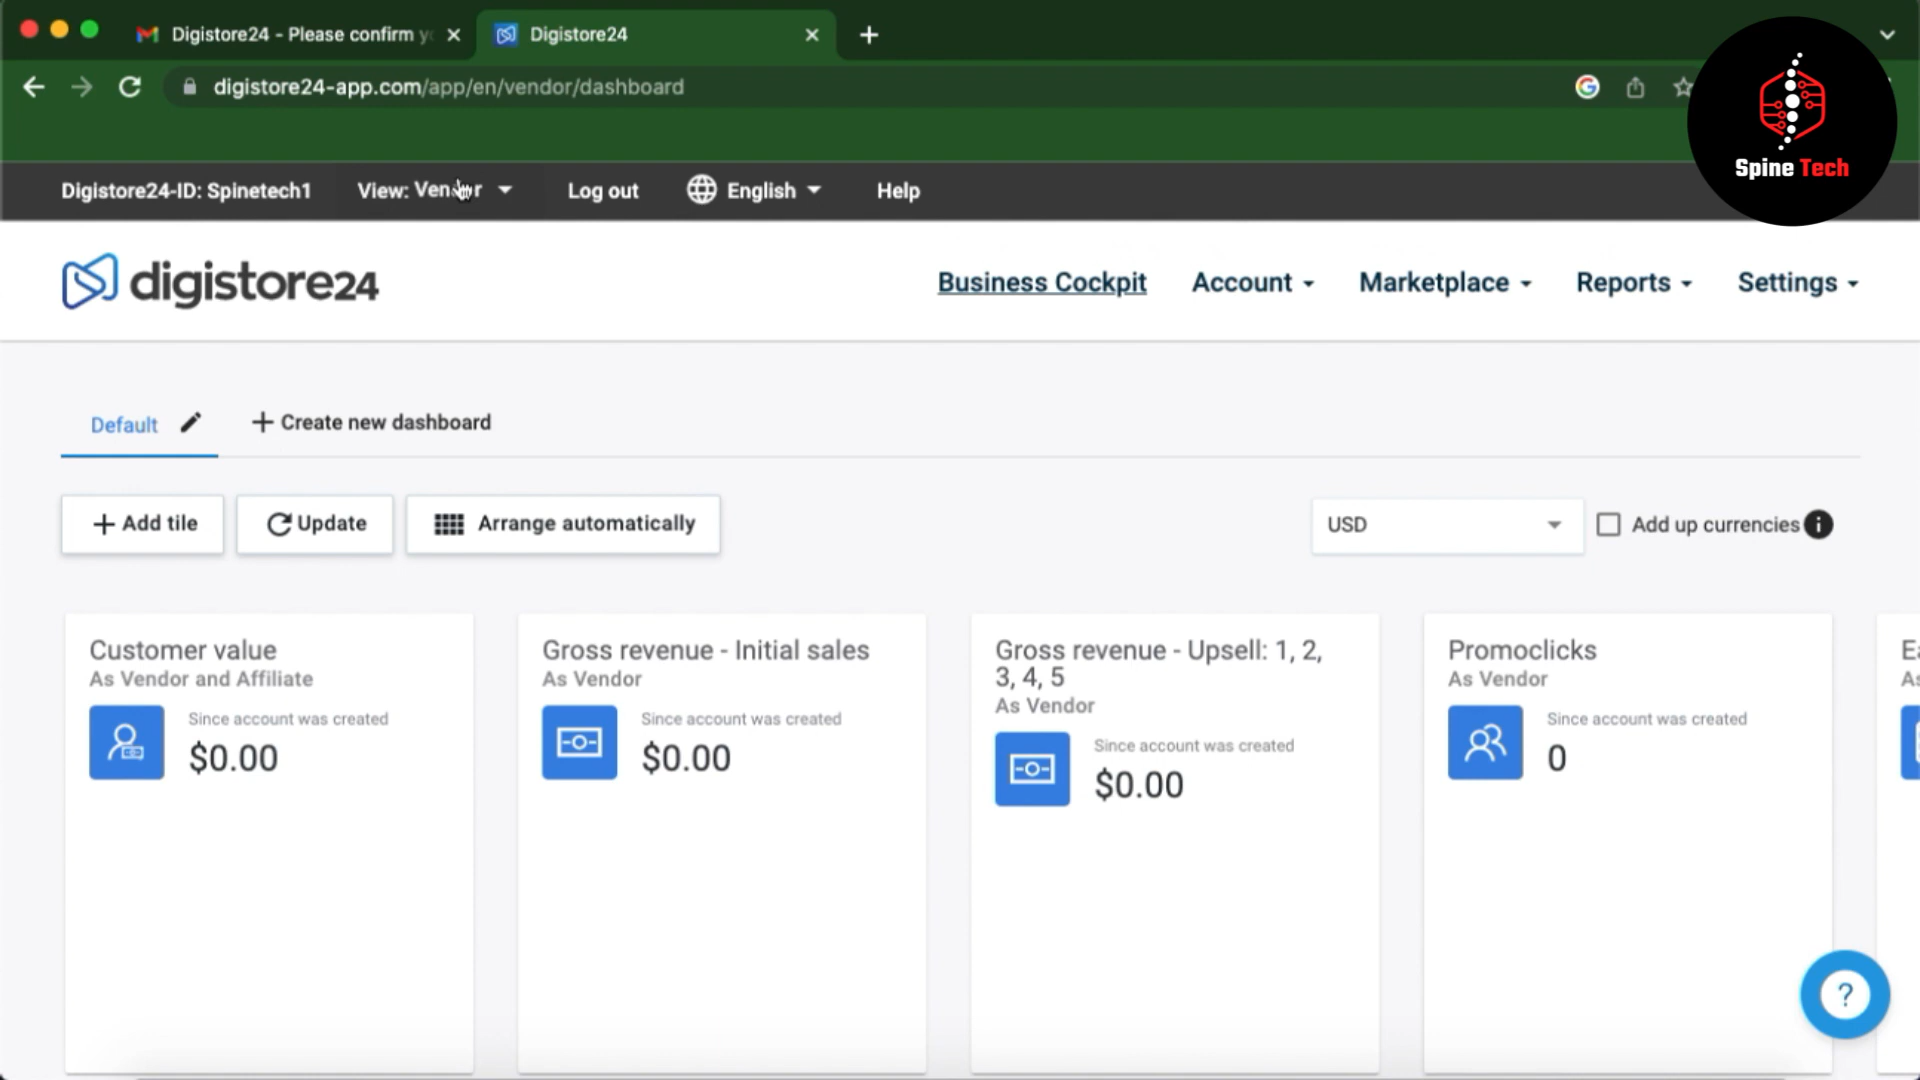 Digistore24 - Please confirm y
Digistore24
digistore24-app.com/app/en/vendor/dashboard
Spine Tech
Digistore24-ID: Spinetech1
View: Vendor
Log out
English
Help
digistore24
Business Cockpit
Account
Marketplace
Reports
Settings
Default
Create new dashboard
Add tile
Update
Arrange automatically
USD
Add up currencies
Customer value
As Vendor and Affiliate
Since account was created
$0.00
Gross revenue - Initial sales
As Vendor
Since account was created
$0.00
Gross revenue - Upsell: 1, 2,
3, 4, 5
As Vendor
Since account was created
$0.00
Promoclicks
As Vendor
Since account was created
0
?